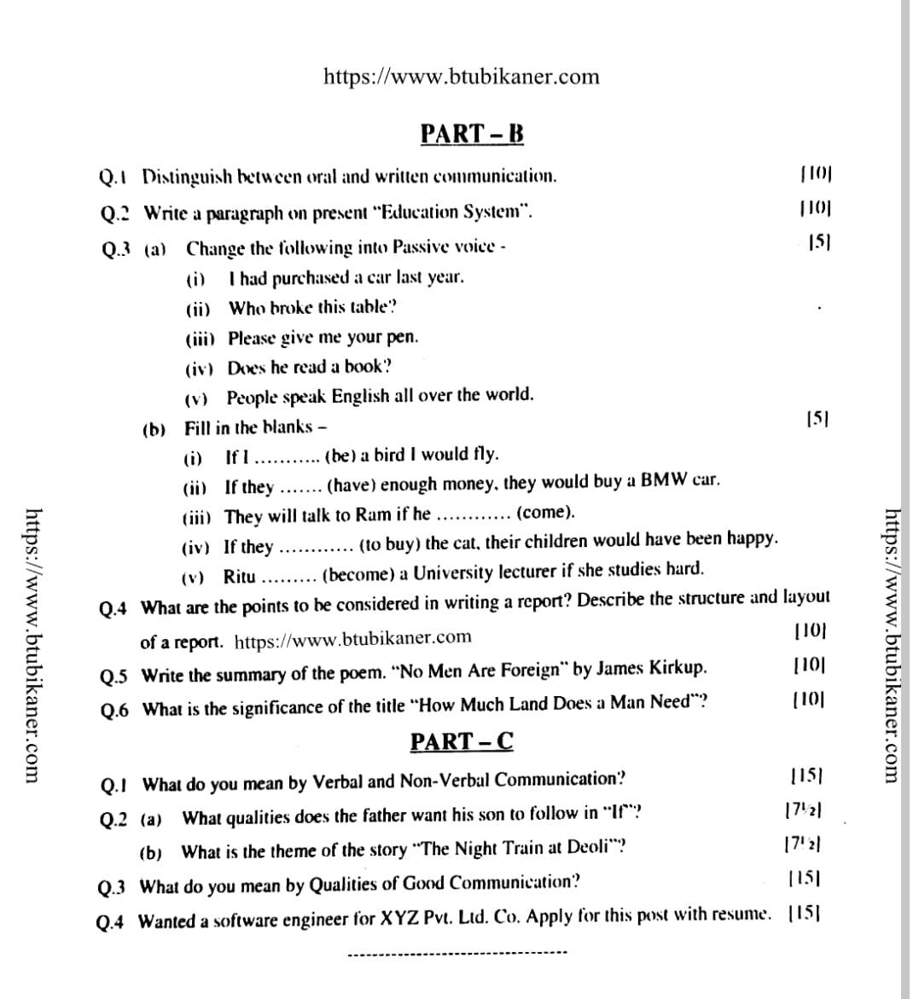 https://www.btubikaner.com
PART – B
Q.1 Distinguish between oral and written communication. [10]
Q.2 Write a paragraph on present “Education System”. [10]
Q.3 (a) Change the following into Passive voice - [5]
(i) I had purchased a car last year.
(ii) Who broke this table?
(iii) Please give me your pen.
(iv) Does he read a book?
(v) People speak English all over the world.
(b) Fill in the blanks – [5]
(i) If I ........... (be) a bird I would fly.
(ii) If they ....... (have) enough money, they would buy a BMW car.
(iii) They will talk to Ram if he ............ (come).
(iv) If they ............ (to buy) the cat, their children would have been happy.
(v) Ritu ......... (become) a University lecturer if she studies hard.
Q.4 What are the points to be considered in writing a report? Describe the structure and layout
of a report. https://www.btubikaner.com [10]
Q.5 Write the summary of the poem. “No Men Are Foreign” by James Kirkup. [10]
Q.6 What is the significance of the title “How Much Land Does a Man Need”? [10]
PART – C
Q.1 What do you mean by Verbal and Non-Verbal Communication? [15]
Q.2 (a) What qualities does the father want his son to follow in “If”? [7½]
(b) What is the theme of the story “The Night Train at Deoli”? [7½]
Q.3 What do you mean by Qualities of Good Communication? [15]
Q.4 Wanted a software engineer for XYZ Pvt. Ltd. Co. Apply for this post with resume. [15]
https://www.btubikaner.com
https://www.btubikaner.com